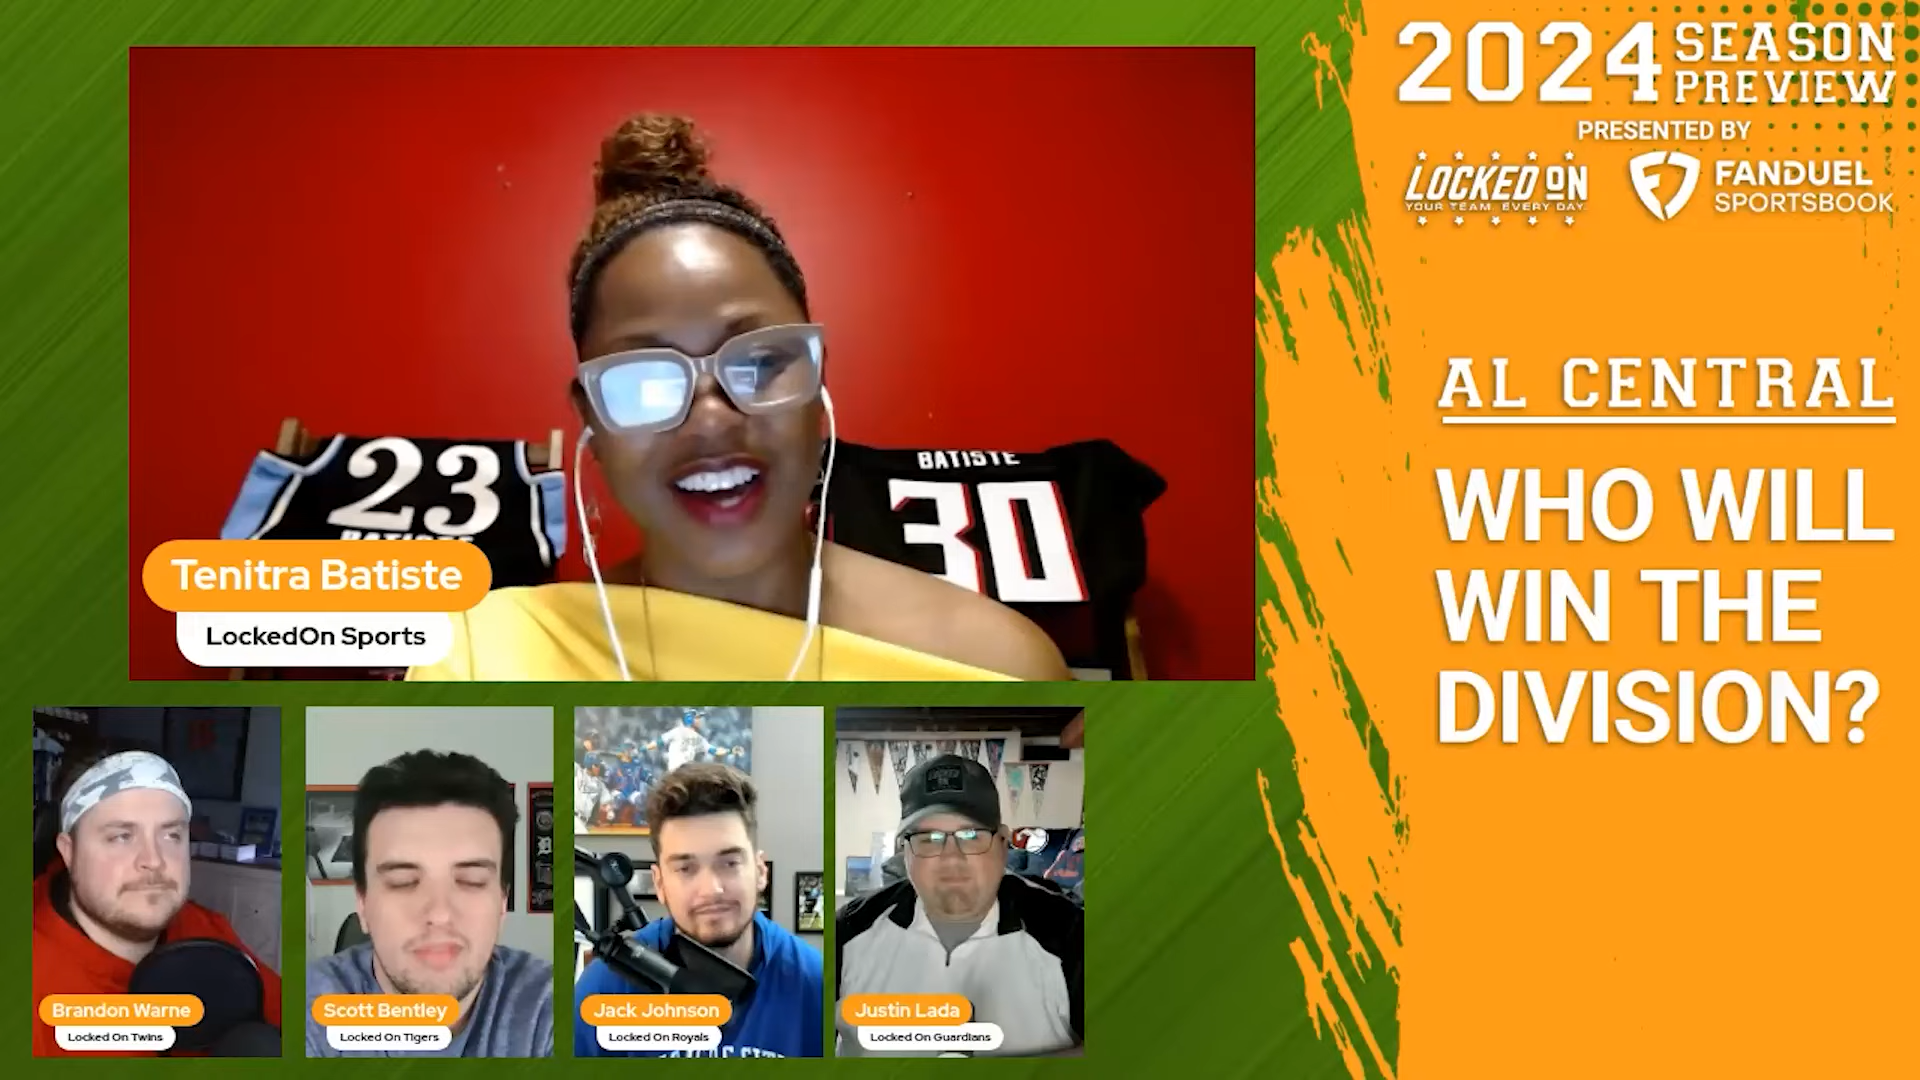 2024 SEASON
PREVIEW
PRESENTED BY
LOCKED ON
YOUR TEAM. EVERY DAY.
FANDUEL
SPORTSBOOK
AL CENTRAL
WHO WILL
WIN THE
DIVISION?
23
BATISTE
30
Tenitra Batiste
LockedOn Sports
Brandon Warne
Locked On Twins
Scott Bentley
Locked On Tigers
Jack Johnson
Locked On Royals
Justin Lada
Locked On Guardians